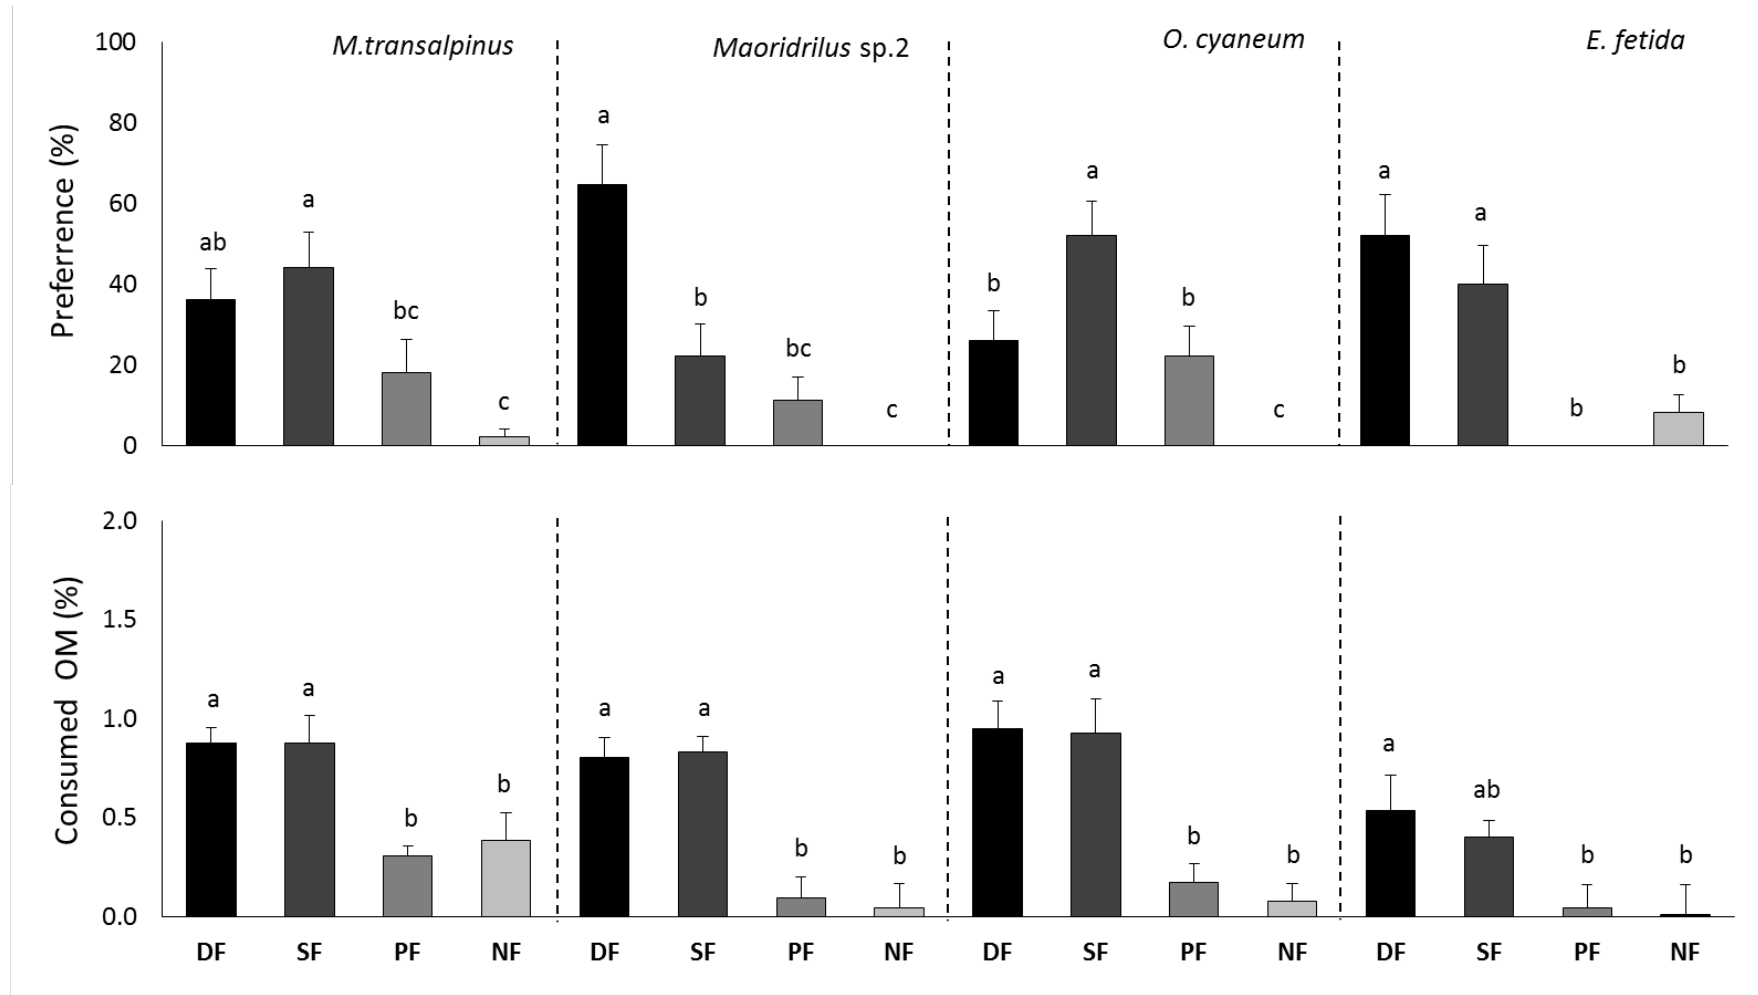 M.transalpinus Maoridrilus sp.2 O. cyaneum E. fetida
Preferrence (%)
100
80
60
40
20
0
ab a bc c a b bc c b a b c a a b b
Consumed OM (%)
2.0
1.5
1.0
0.5
0.0
a a b b a a b b a a b b a ab b b
DF SF PF NF DF SF PF NF DF SF PF NF DF SF PF NF